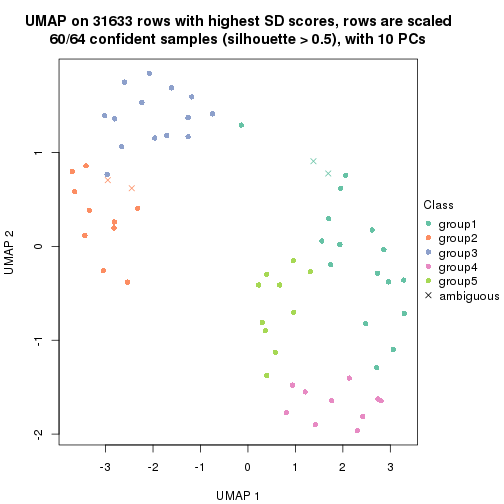 UMAP on 31633 rows with highest SD scores, rows are scaled
60/64 confident samples (silhouette > 0.5), with 10 PCs
UMAP 2
1
0
-1
-2
-3
-2
-1
0
1
2
3
UMAP 1
Class
group1
group2
group3
group4
group5
ambiguous